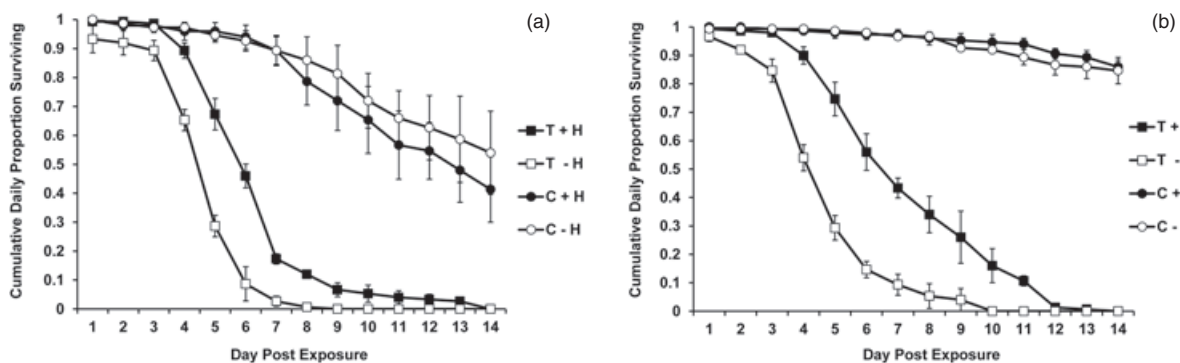 (a)
Cumulative Daily Proportion Surviving
1
0.9
0.8
0.7
0.6
0.5
0.4
0.3
0.2
0.1
0
1 2 3 4 5 6 7 8 9 10 11 12 13 14
Day Post Exposure
T + H
T - H
C + H
C - H
(b)
Cumulative Daily Proportion Surviving
1
0.9
0.8
0.7
0.6
0.5
0.4
0.3
0.2
0.1
0
1 2 3 4 5 6 7 8 9 10 11 12 13 14
Day Post Exposure
T +
T -
C +
C -